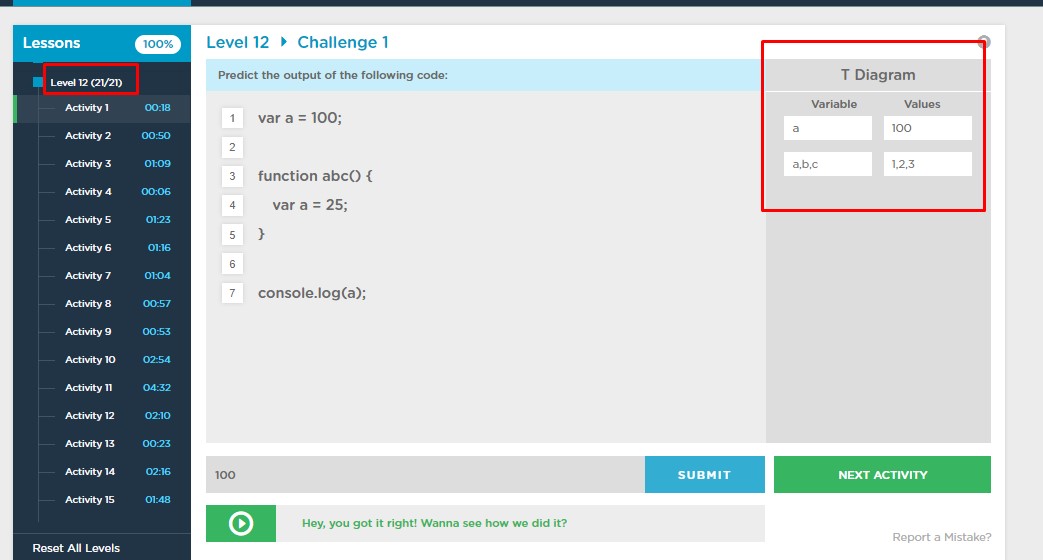 Lessons
100%
Level 12 (21/21)
Activity 1 00:18
Activity 2 00:50
Activity 3 01:09
Activity 4 00:06
Activity 5 01:23
Activity 6 01:16
Activity 7 01:04
Activity 8 00:57
Activity 9 00:53
Activity 10 02:54
Activity 11 04:32
Activity 12 02:10
Activity 13 00:23
Activity 14 02:16
Activity 15 01:48
Reset All Levels
Level 12 Challenge 1
Predict the output of the following code:
1 var a = 100;
2
3 function abc() {
4 var a = 25;
5 }
6
7 console.log(a);
T Diagram
Variable Values
a 100
a,b,c 1,2,3
100
SUBMIT
NEXT ACTIVITY
Hey, you got it right! Wanna see how we did it?
Report a Mistake?